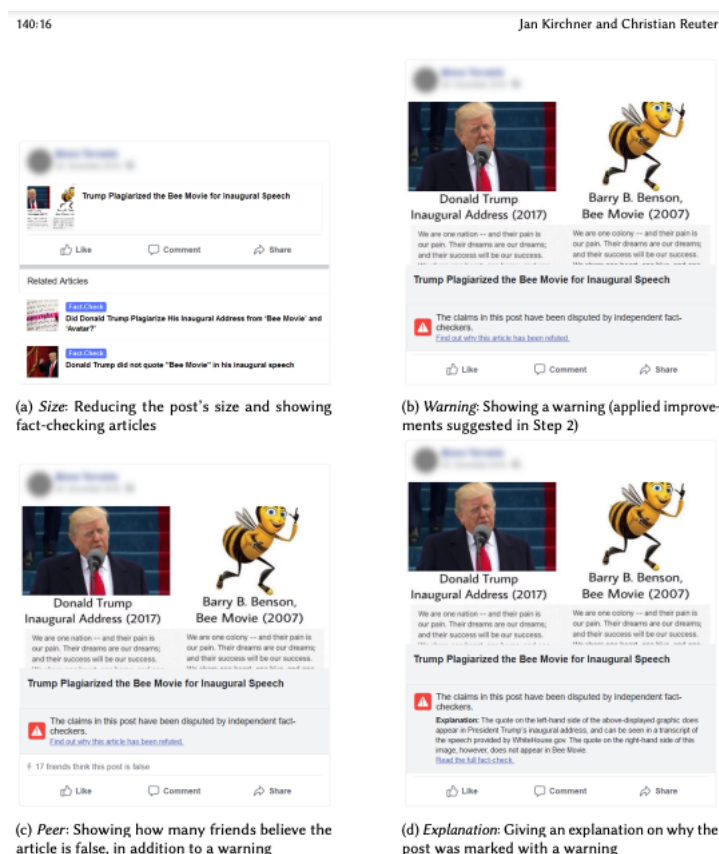 140:16
Jan Kirchner and Christian Reuter
Trump Plagiarized the Bee Movie for Inaugural Speech
Like
Comment
Share
Related Articles
Fact-Check
Did Donald Trump Plagiarize His Inaugural Address from 'Bee Movie' and
'Avatar?'
Fact-Check
Donald Trump did not quote "Bee Movie" in his inaugural speech
(a) Size: Reducing the post's size and showing
fact-checking articles
Donald Trump
Inaugural Address (2017)
Barry B. Benson,
Bee Movie (2007)
We are one nation -- and their pain is
our pain. Their dreams are our dreams;
and their success will be our success.
We are one colony -- and their pain is
our pain. Their dreams are our dreams;
and their success will be our success.
Trump Plagiarized the Bee Movie for Inaugural Speech
The claims in this post have been disputed by independent fact-
checkers.
Find out why this article has been refuted.
Like
Comment
Share
(b) Warning: Showing a warning (applied improve-
ments suggested in Step 2)
Donald Trump
Inaugural Address (2017)
Barry B. Benson,
Bee Movie (2007)
We are one nation -- and their pain is
our pain. Their dreams are our dreams;
and their success will be our success.
We are one colony -- and their pain is
our pain. Their dreams are our dreams;
and their success will be our success.
Trump Plagiarized the Bee Movie for Inaugural Speech
The claims in this post have been disputed by independent fact-
checkers.
Find out why this article has been refuted.
17 friends think this post is false
Like
Comment
Share
(c) Peer: Showing how many friends believe the
article is false, in addition to a warning
Donald Trump
Inaugural Address (2017)
Barry B. Benson,
Bee Movie (2007)
We are one nation -- and their pain is
our pain. Their dreams are our dreams;
and their success will be our success.
We are one colony -- and their pain is
our pain. Their dreams are our dreams;
and their success will be our success.
Trump Plagiarized the Bee Movie for Inaugural Speech
The claims in this post have been disputed by independent fact-
checkers.
Explanation: The quote on the left-hand side of the above-displayed graphic does
appear in President Trump's inaugural address, and can be seen in a transcript of
the speech provided by WhiteHouse.gov. The quote on the right-hand side of this
image, however, does not appear in Bee Movie.
Read the full fact-check.
Like
Comment
Share
(d) Explanation: Giving an explanation on why the
post was marked with a warning